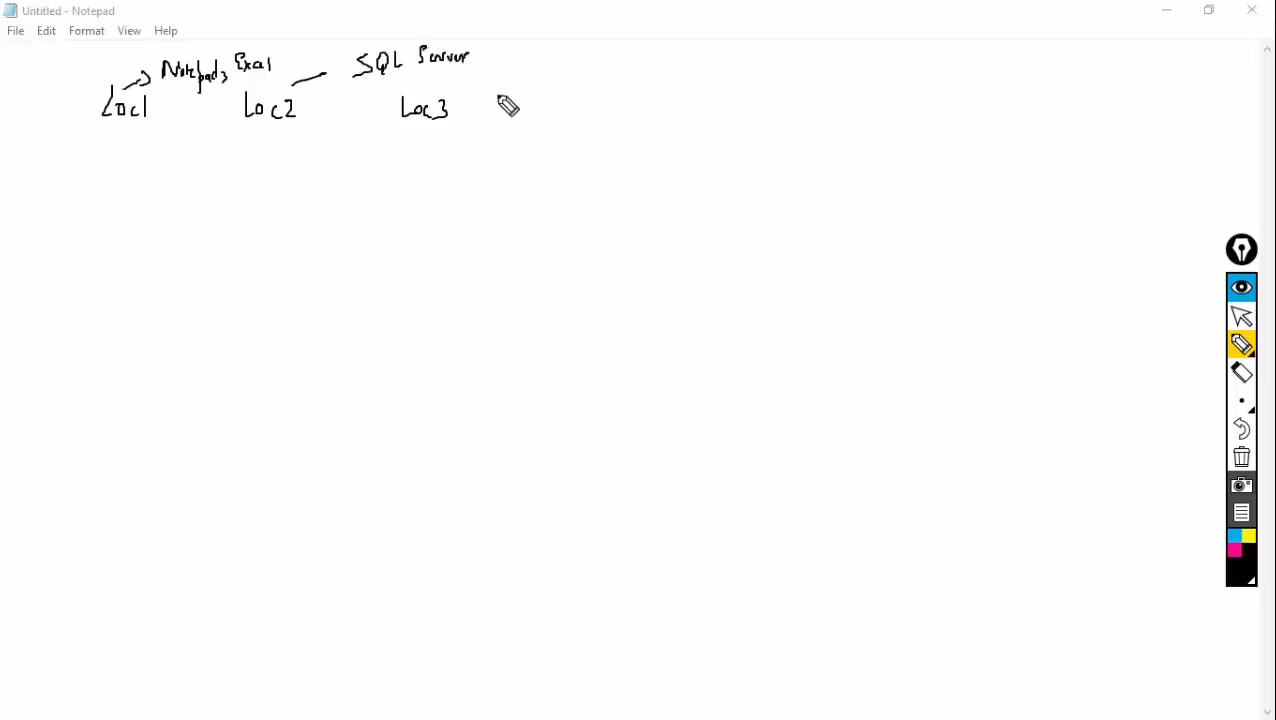 Untitled - Notepad
File Edit Format View Help
Notepad, Excel SQL Server
Loc1 Loc2 Loc3